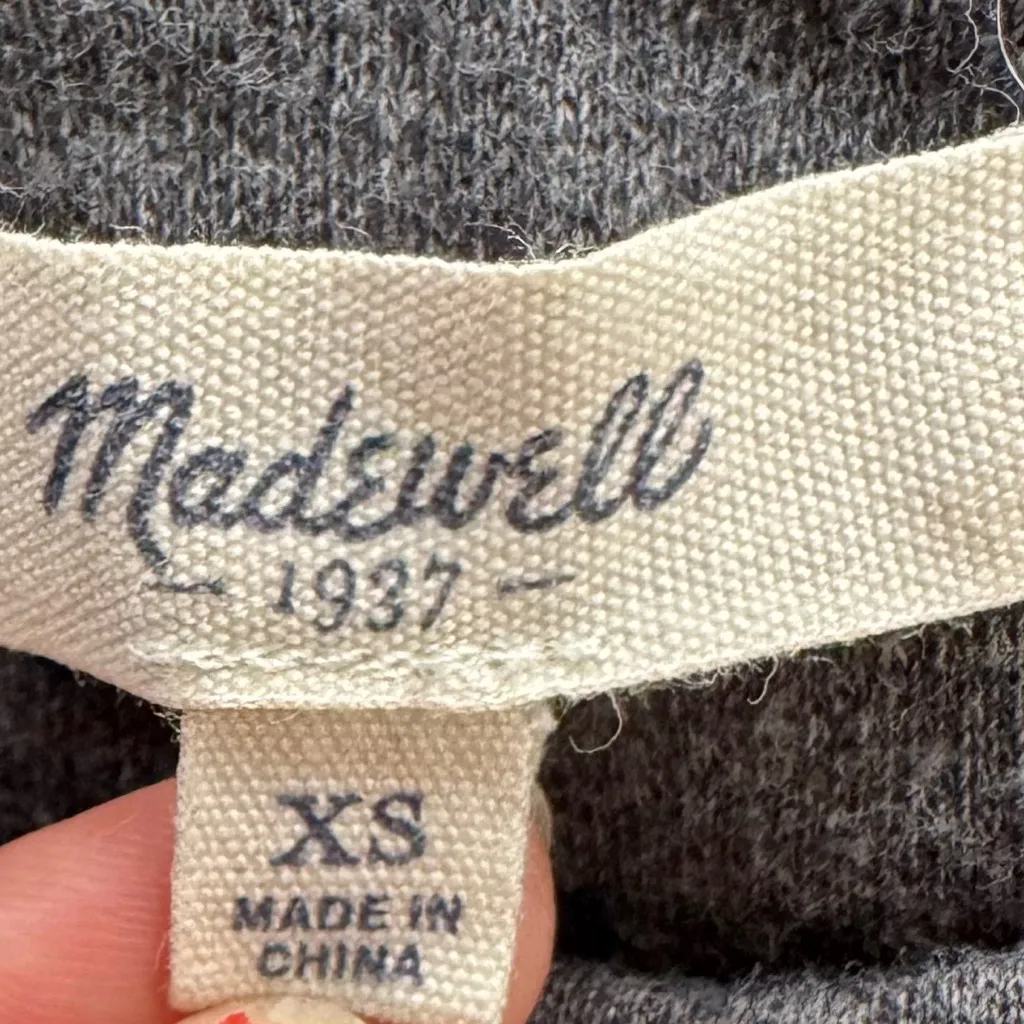 Madewell
- 1937 -
XS
MADE IN
CHINA